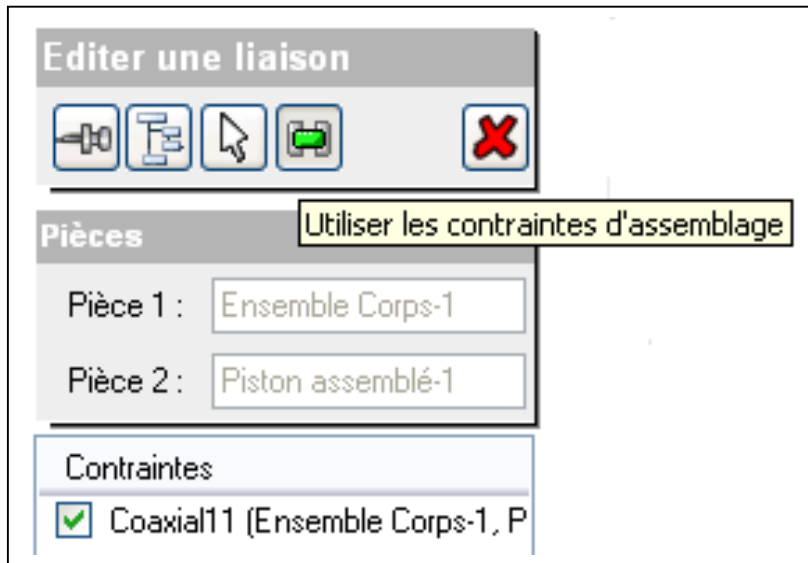 Editer une liaison
Utiliser les contraintes d'assemblage
Pièces
Pièce 1 : Ensemble Corps-1
Pièce 2 : Piston assemblé-1
Contraintes
Coaxial11 (Ensemble Corps-1, P